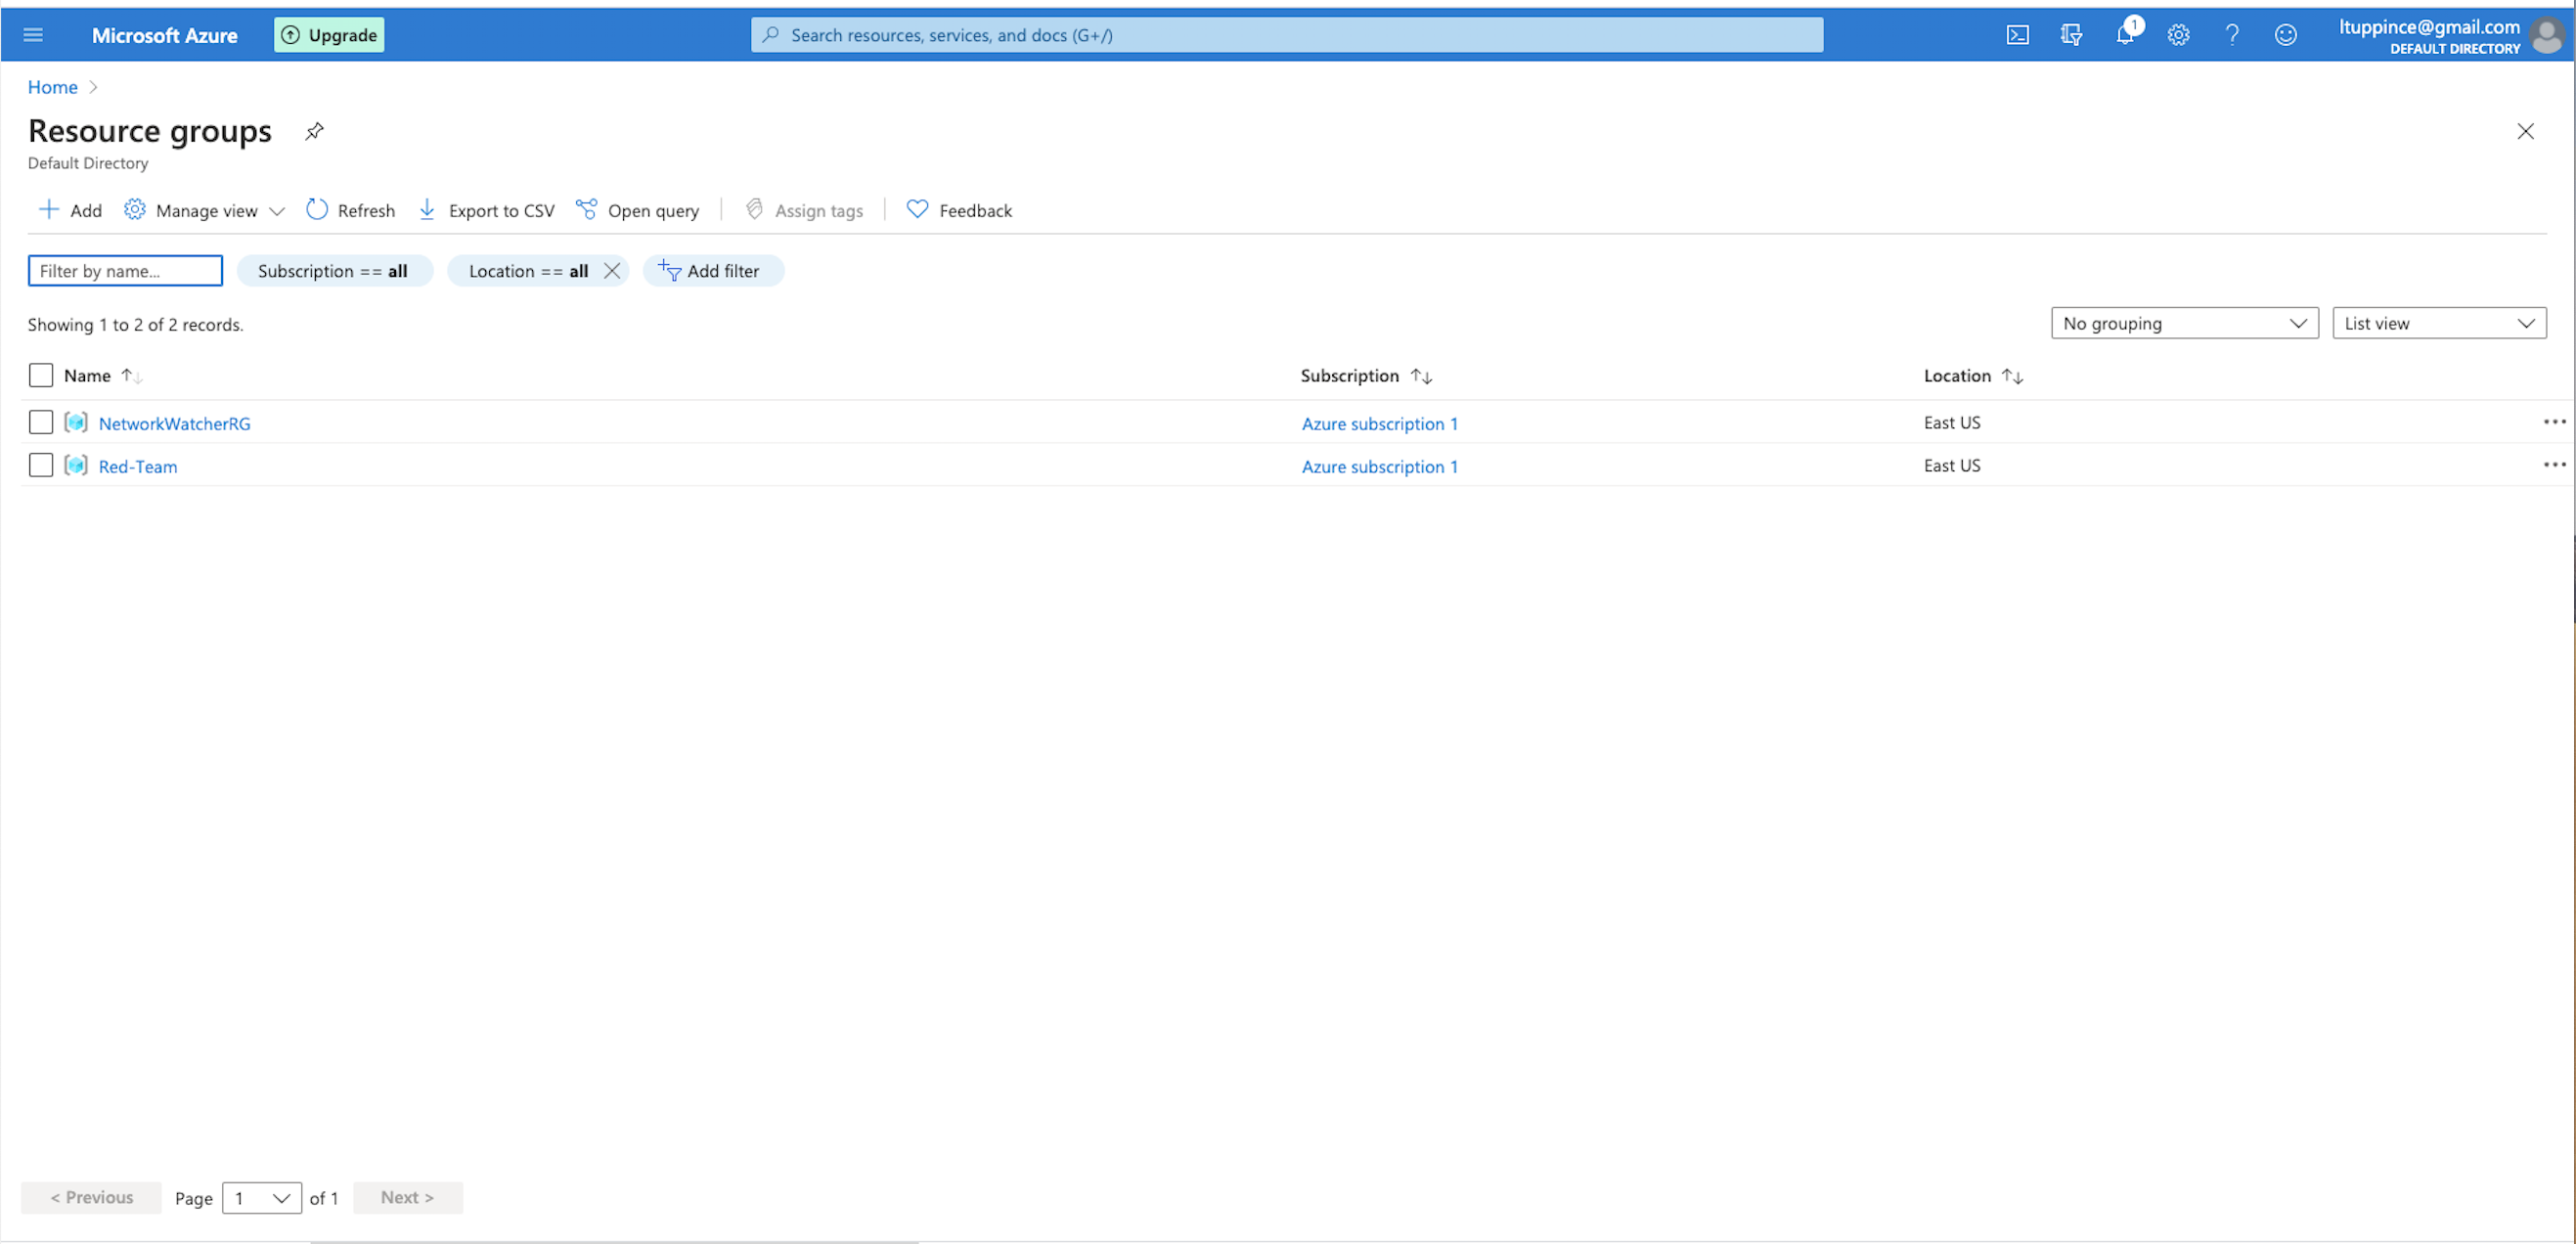 Microsoft Azure
Upgrade
Search resources, services, and docs (G+/)
1
ltuppince@gmail.com
DEFAULT DIRECTORY
Home
Resource groups
Default Directory
Add
Manage view
Refresh
Export to CSV
Open query
Assign tags
Feedback
Filter by name...
Subscription == all
Location == all
Add filter
Showing 1 to 2 of 2 records.
No grouping
List view
Name
Subscription
Location
NetworkWatcherRG
Azure subscription 1
East US
Red-Team
Azure subscription 1
East US
< Previous
Page 1 of 1
Next >